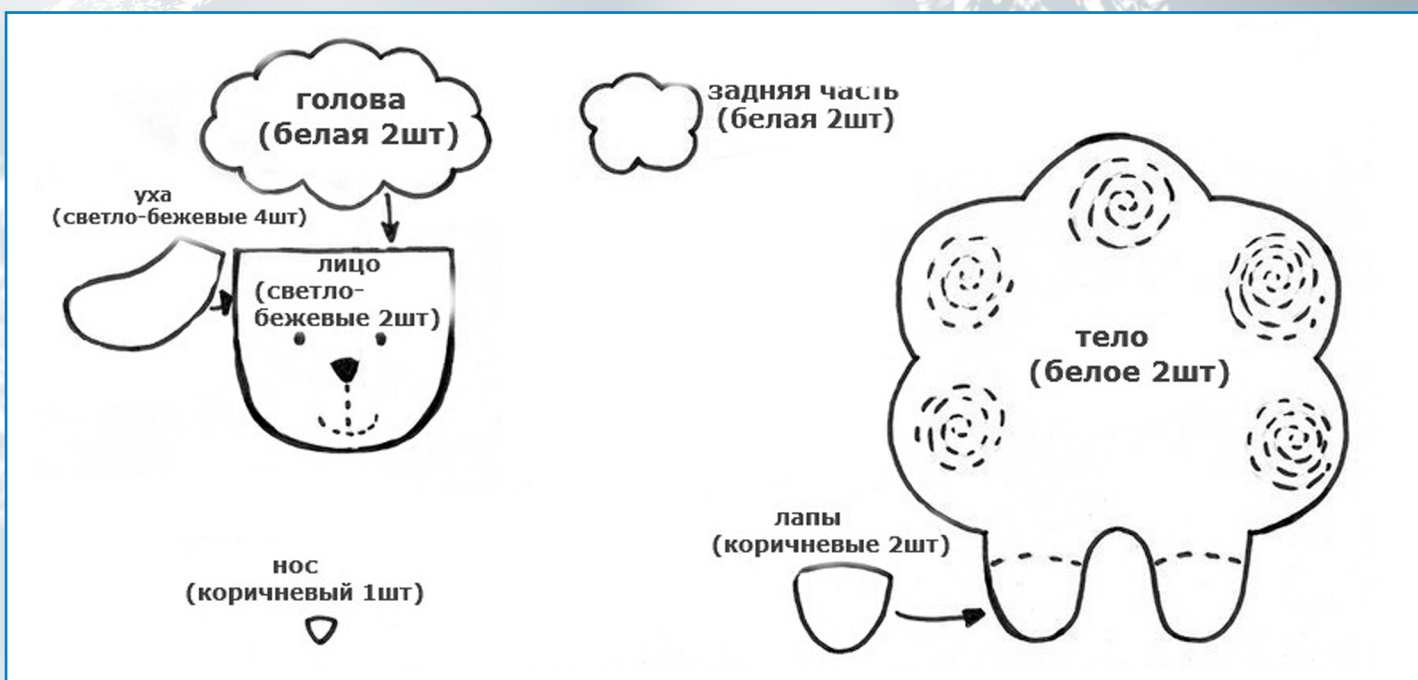 голова
(белая 2шт)
задняя часть
(белая 2шт)
уха
(светло-бежевые 4шт)
лицо
(светло-
бежевые 2шт)
тело
(белое 2шт)
лапы
(коричневые 2шт)
нос
(коричневый 1шт)